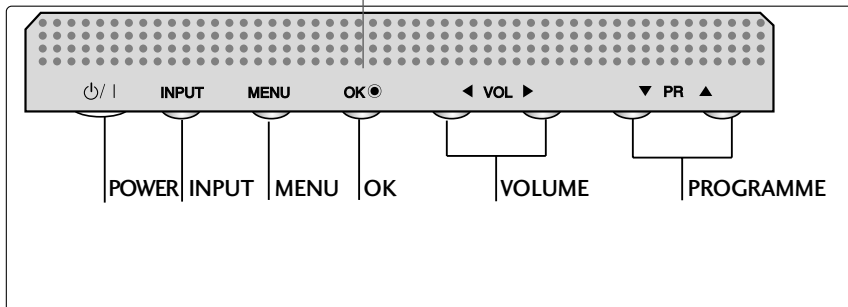 ⏻/ I INPUT MENU OK◉ ◀ VOL ▶ ▼ PR ▲
POWER INPUT MENU OK VOLUME PROGRAMME